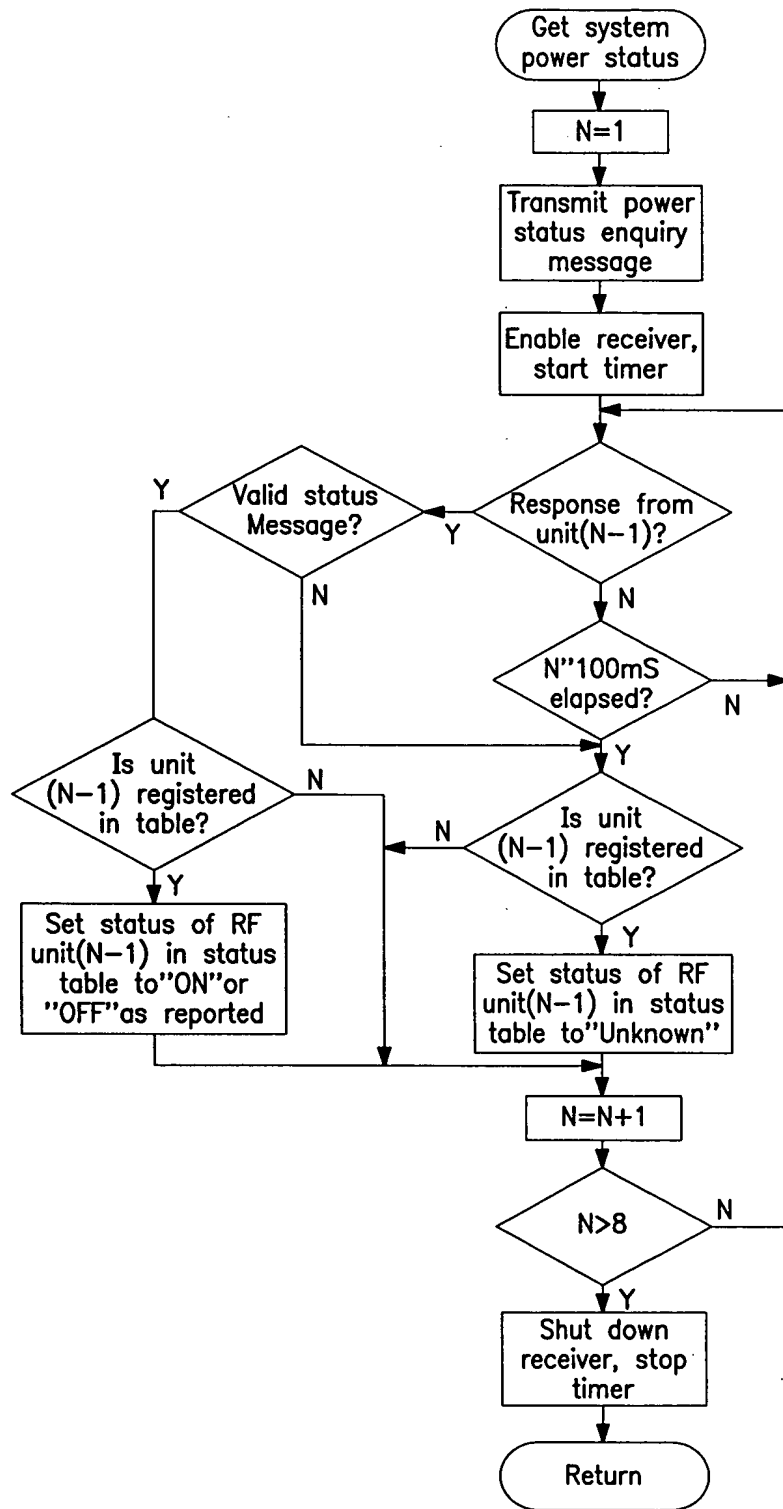 Get system
power status
N=1
Transmit power
status enquiry
message
Enable receiver,
start timer
Response from
unit(N-1)?
Y
N
Valid status
Message?
Y
N
N"100mS
elapsed?
N
Y
Is unit
(N-1) registered
in table?
N
Y
Is unit
(N-1) registered
in table?
N
Y
Set status of RF
unit(N-1) in status
table to"ON"or
"OFF"as reported
Set status of RF
unit(N-1) in status
table to"Unknown"
N=N+1
N>8
N
Y
Shut down
receiver, stop
timer
Return